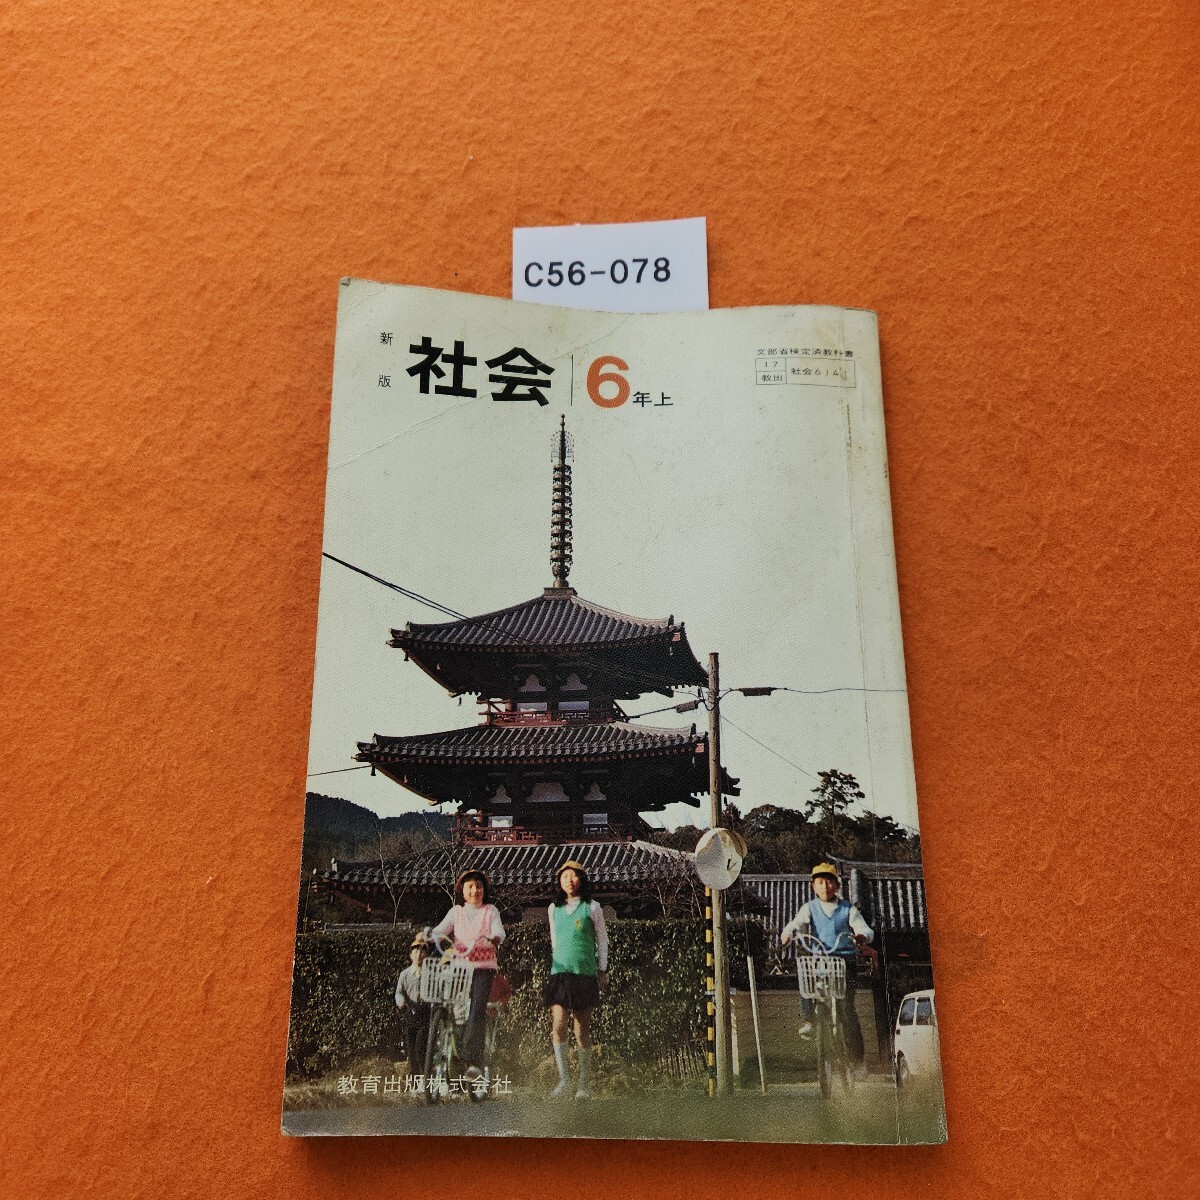 C56-078
新版
社会 6年上
文部省検定済教科書
17
教出
社会614
教育出版株式会社